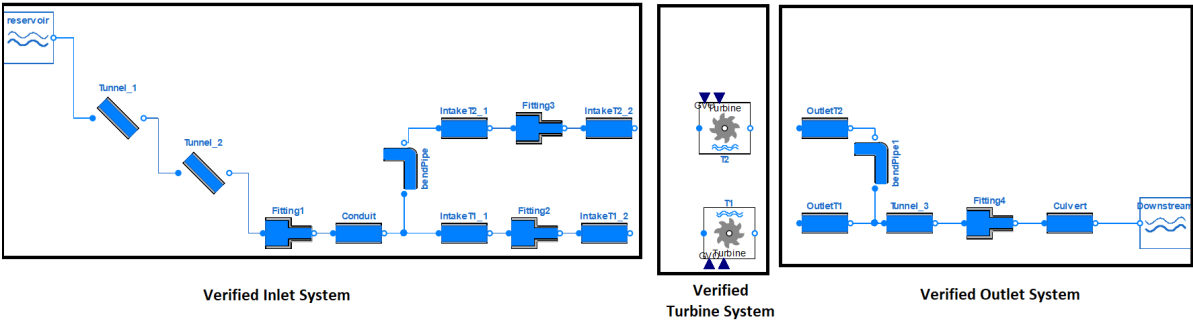 reservoir
Tunnel_1
Tunnel_2
Fitting1
Conduit
bendPipe
IntakeT2_1
Fitting3
IntakeT2_2
IntakeT1_1
Fitting2
IntakeT1_2
Verified Inlet System
Turbine
T2
T1
Turbine
Verified
Turbine System
OutletT2
bendPipe1
OutletT1
Tunnel_3
Fitting4
Culvert
Downstream
Verified Outlet System